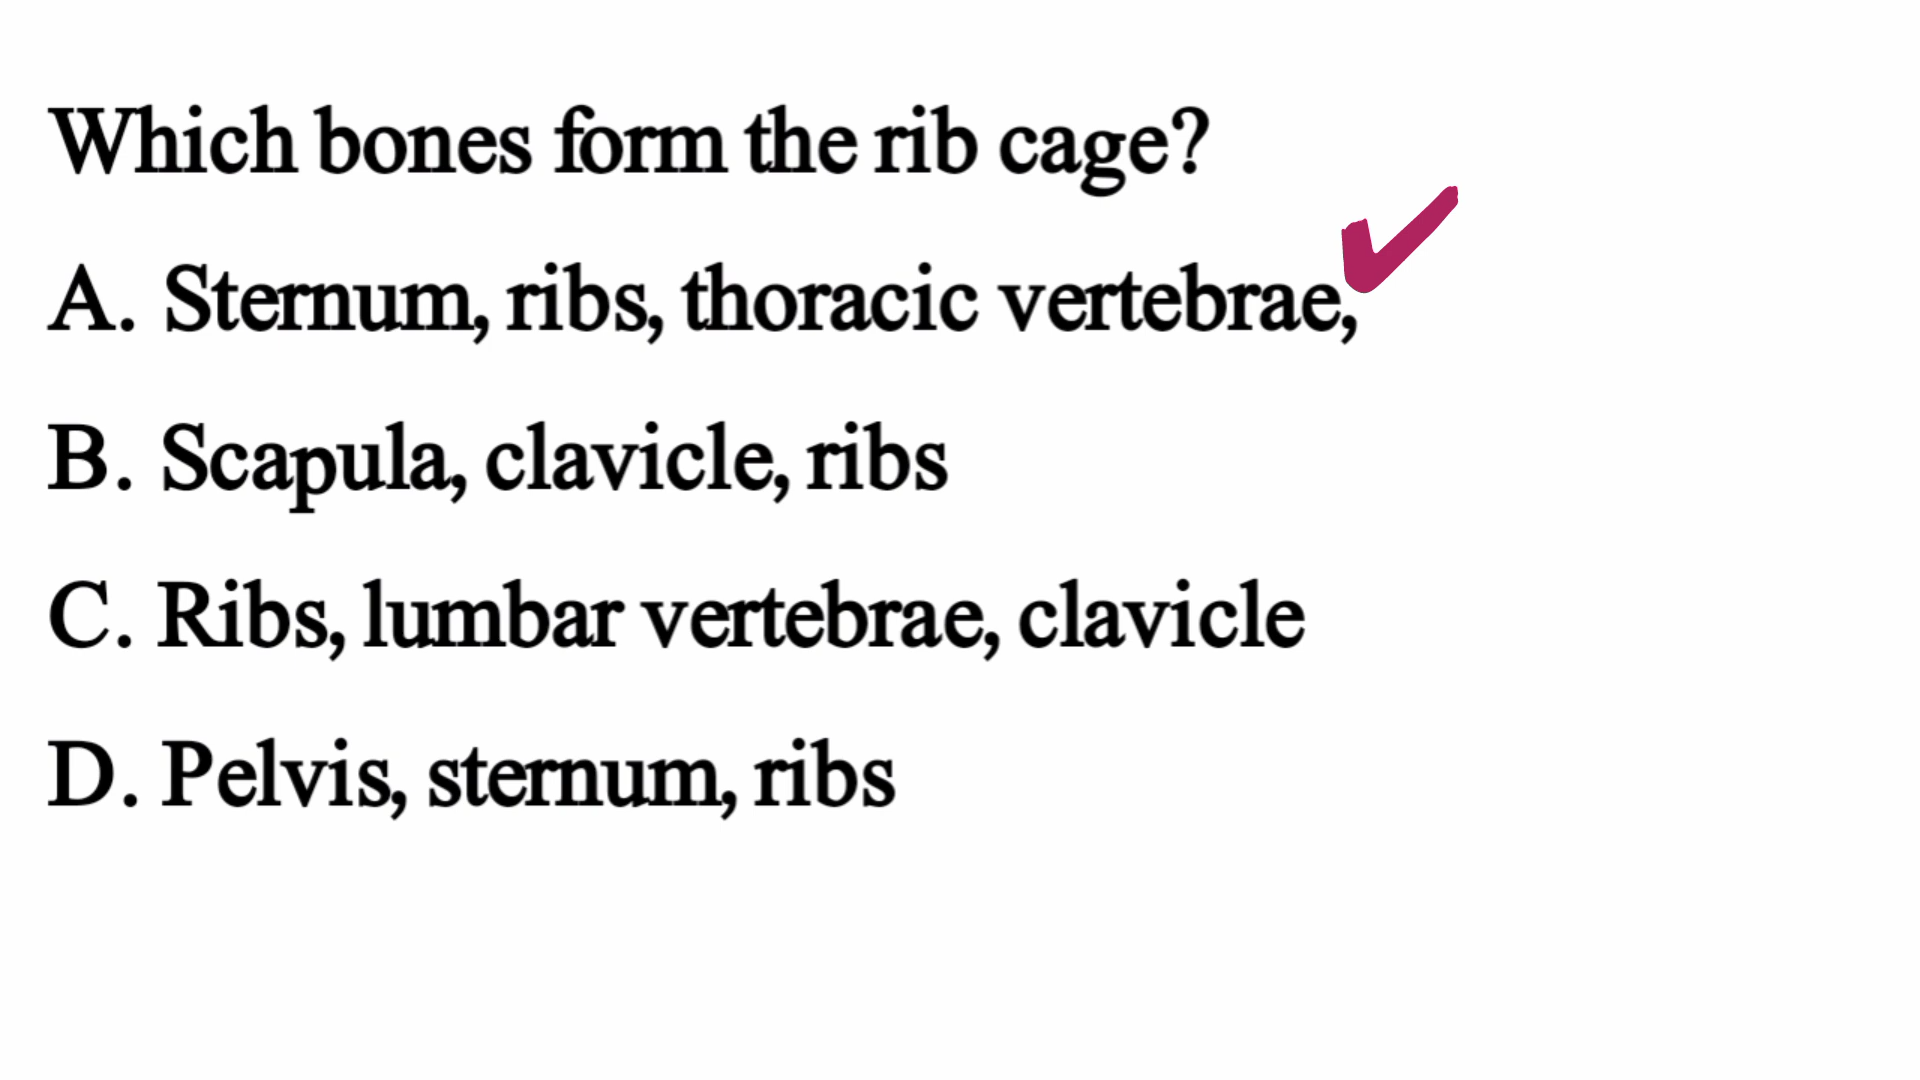 Which bones form the rib cage?
A. Sternum, ribs, thoracic vertebrae,
B. Scapula, clavicle, ribs
C. Ribs, lumbar vertebrae, clavicle
D. Pelvis, sternum, ribs